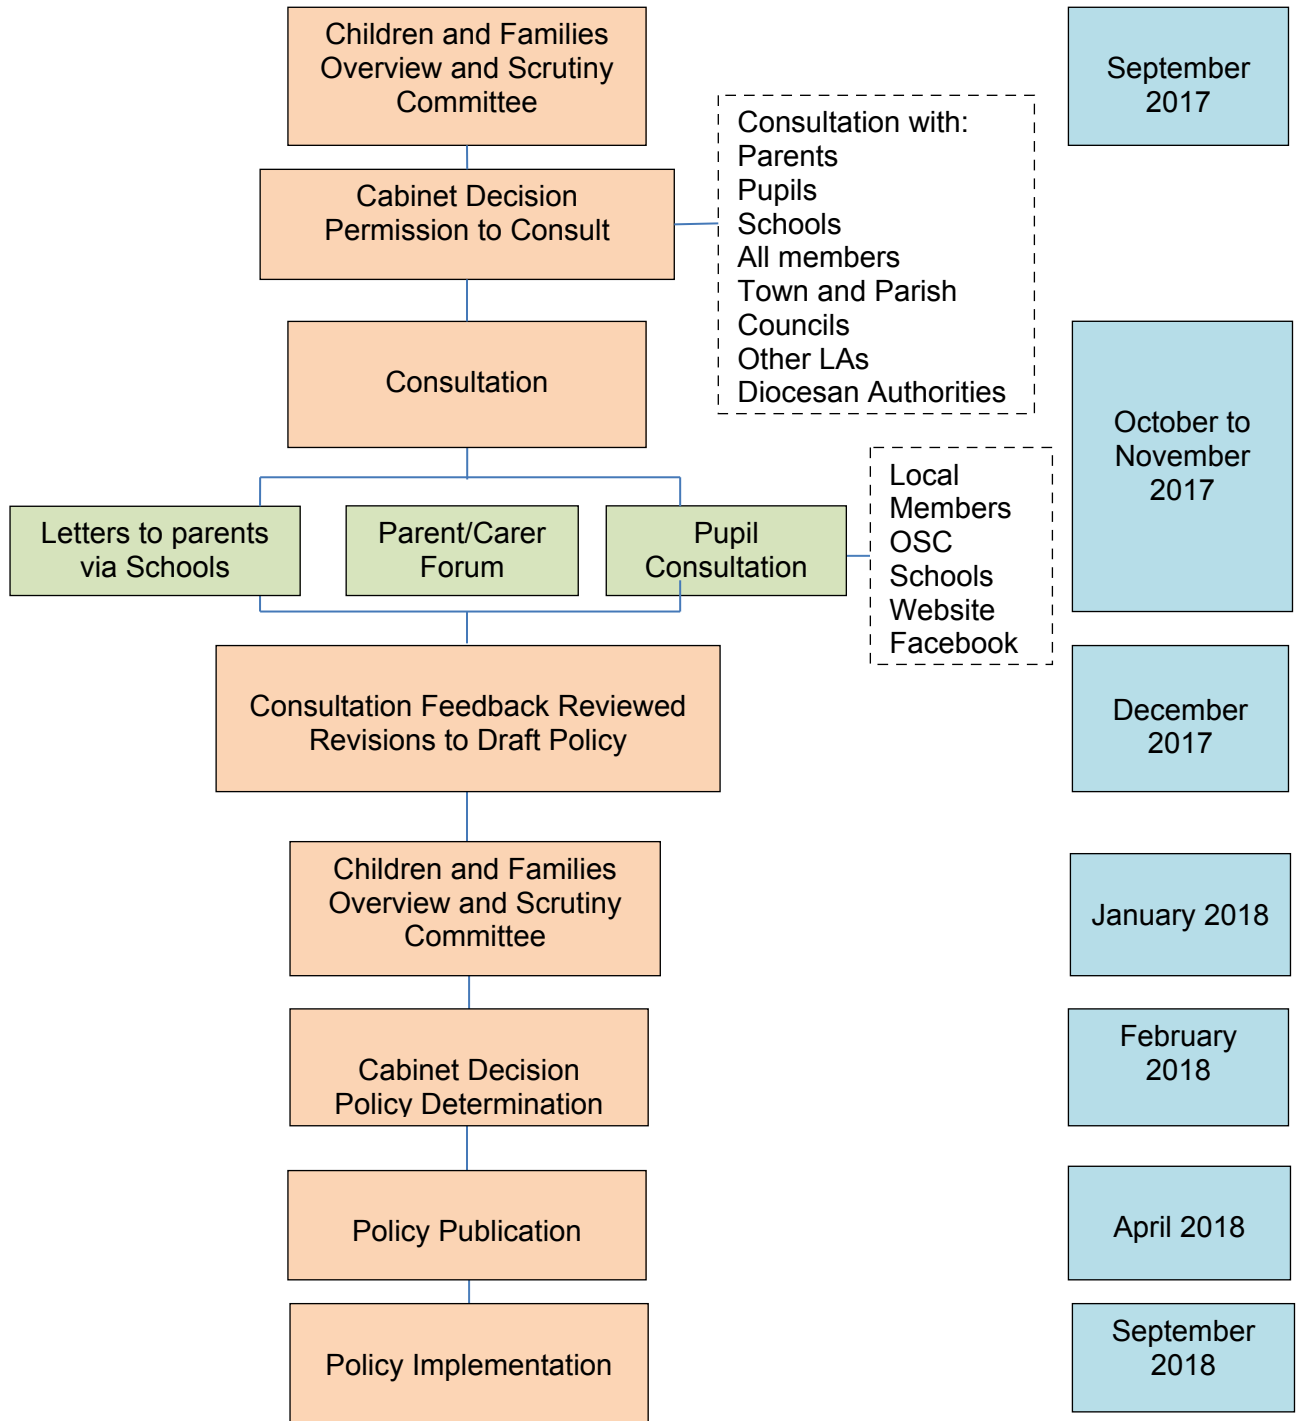 Children and Families
Overview and Scrutiny
Committee
September
2017
Consultation with:
Parents
Pupils
Schools
All members
Town and Parish
Councils
Other LAs
Diocesan Authorities
Cabinet Decision
Permission to Consult
Consultation
October to
November
2017
Letters to parents
via Schools
Parent/Carer
Forum
Pupil
Consultation
Local
Members
OSC
Schools
Website
Facebook
Consultation Feedback Reviewed
Revisions to Draft Policy
December
2017
Children and Families
Overview and Scrutiny
Committee
January 2018
Cabinet Decision
Policy Determination
February
2018
Policy Publication
April 2018
Policy Implementation
September
2018